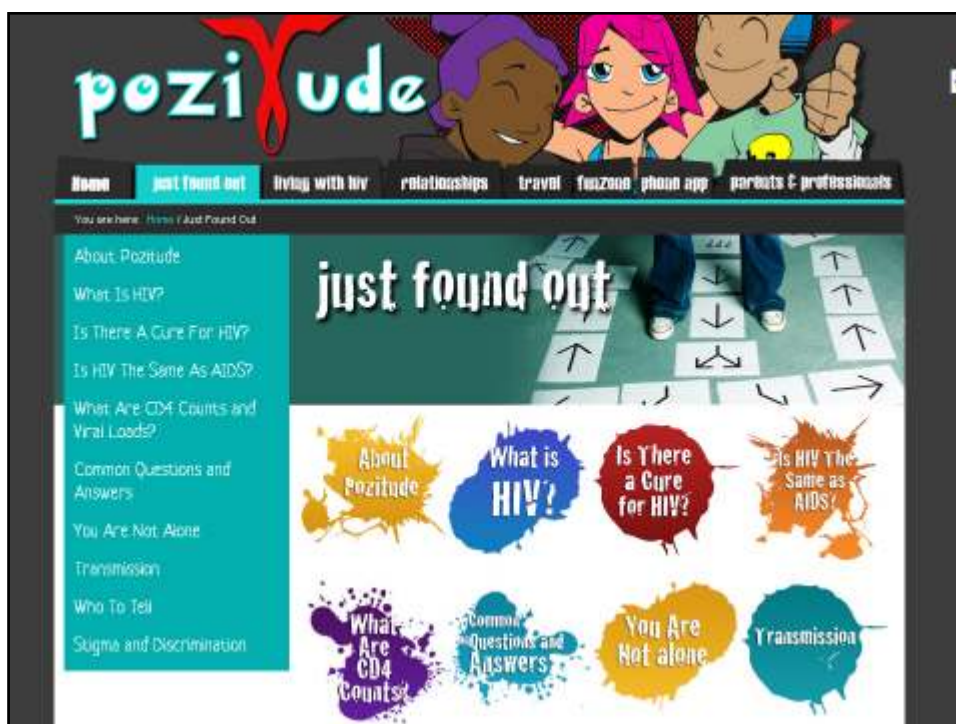 poziTude
Home just found out living with hiv relationships travel funzone phone app parents & professionals
You are here: Home / Just Found Out
About Pozitude
What Is HIV?
Is There A Cure For HIV?
Is HIV The Same As AIDS?
What Are CD4 Counts and
Viral Loads?
Common Questions and
Answers
You Are Not Alone
Transmission
Who To Tell
Stigma and Discrimination
just found out
About
Pozitude
What is
HIV?
Is There
a Cure
for HIV?
Is HIV The
Same as
AIDS?
What
Are
CD4
Counts?
Common
Questions and
Answers
You Are
Not alone
Transmission